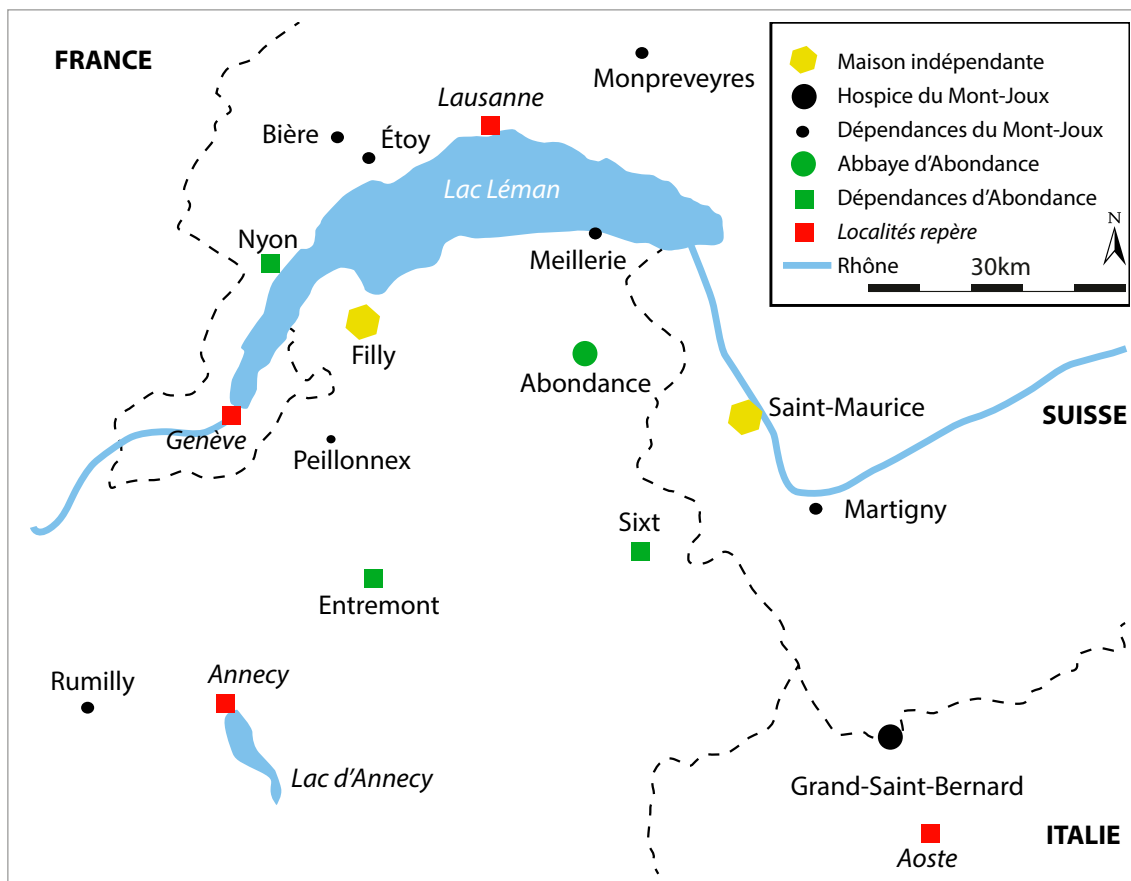 FRANCE
Monpreveyres
Lausanne
Bière
Étoy
Lac Léman
Nyon
Meillerie
Filly
Abondance
Saint-Maurice
SUISSE
Genève
Peillonnex
Martigny
Sixt
Entremont
Rumilly
Annecy
Lac d'Annecy
Grand-Saint-Bernard
ITALIE
Aoste
Maison indépendante
Hospice du Mont-Joux
Dépendances du Mont-Joux
Abbaye d'Abondance
Dépendances d'Abondance
Localités repère
Rhône
N
30km